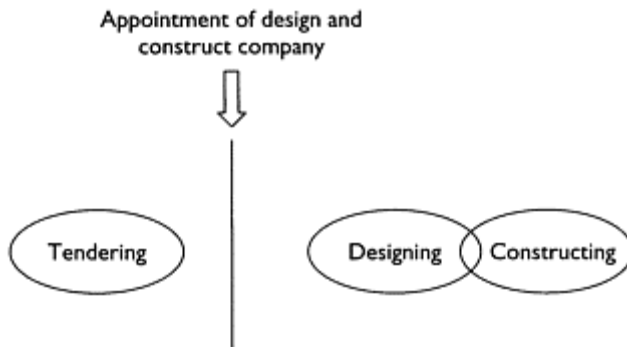 Appointment of design and
construct company
Tendering
Designing
Constructing